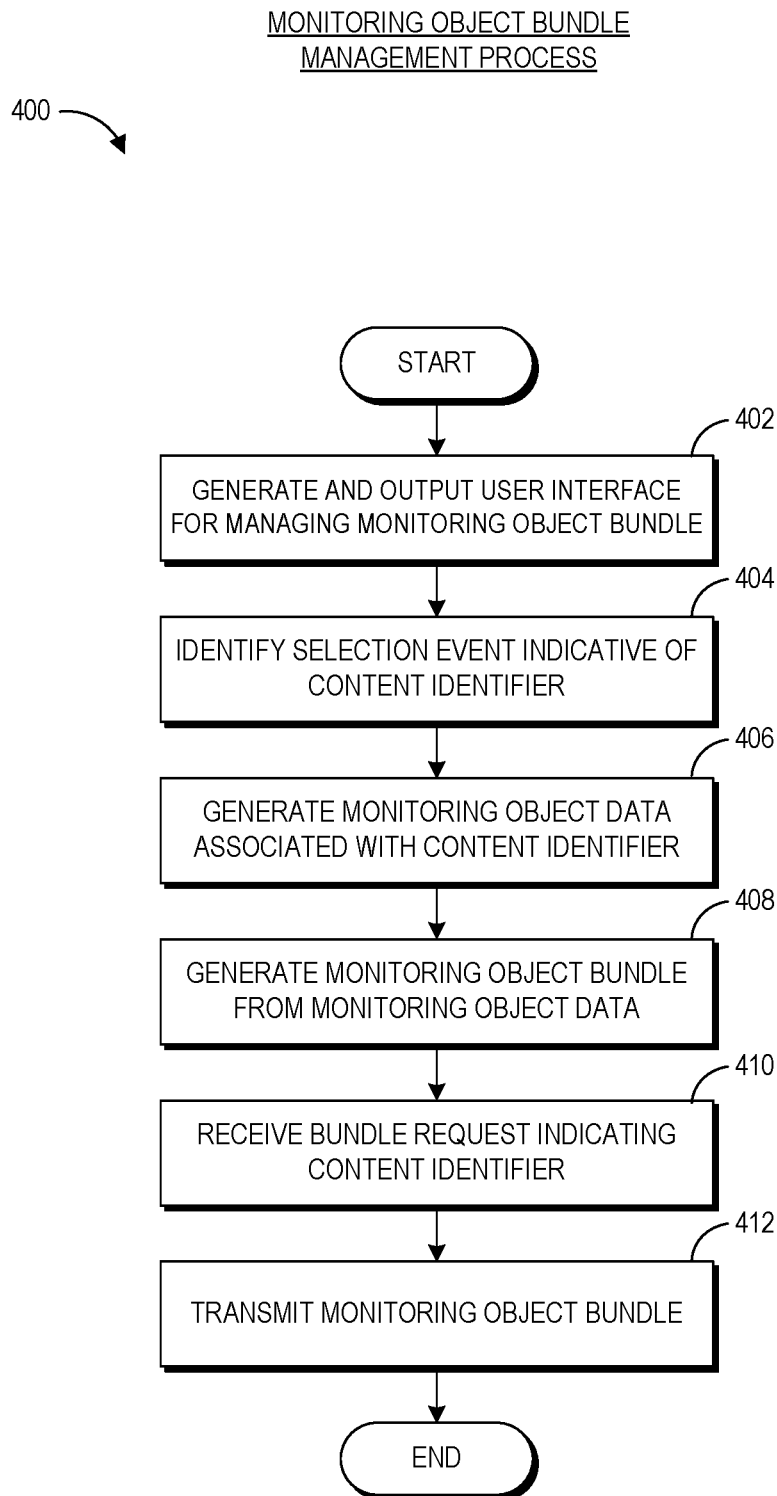 MONITORING OBJECT BUNDLE
MANAGEMENT PROCESS
400
START
402
GENERATE AND OUTPUT USER INTERFACE
FOR MANAGING MONITORING OBJECT BUNDLE
404
IDENTIFY SELECTION EVENT INDICATIVE OF
CONTENT IDENTIFIER
406
GENERATE MONITORING OBJECT DATA
ASSOCIATED WITH CONTENT IDENTIFIER
408
GENERATE MONITORING OBJECT BUNDLE
FROM MONITORING OBJECT DATA
410
RECEIVE BUNDLE REQUEST INDICATING
CONTENT IDENTIFIER
412
TRANSMIT MONITORING OBJECT BUNDLE
END